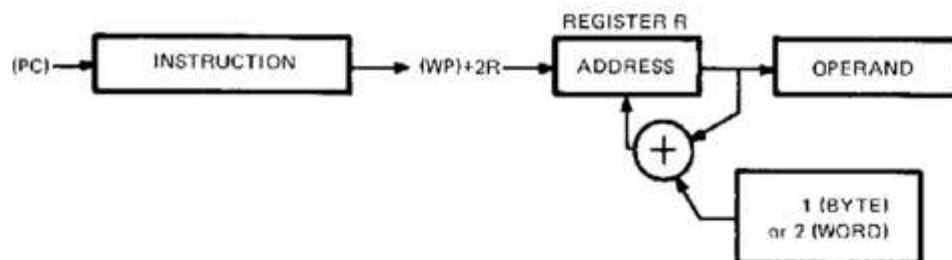 REGISTER R
(PC)
INSTRUCTION
(WP)+2R
ADDRESS
OPERAND
+
1 (BYTE)
or 2 (WORD)